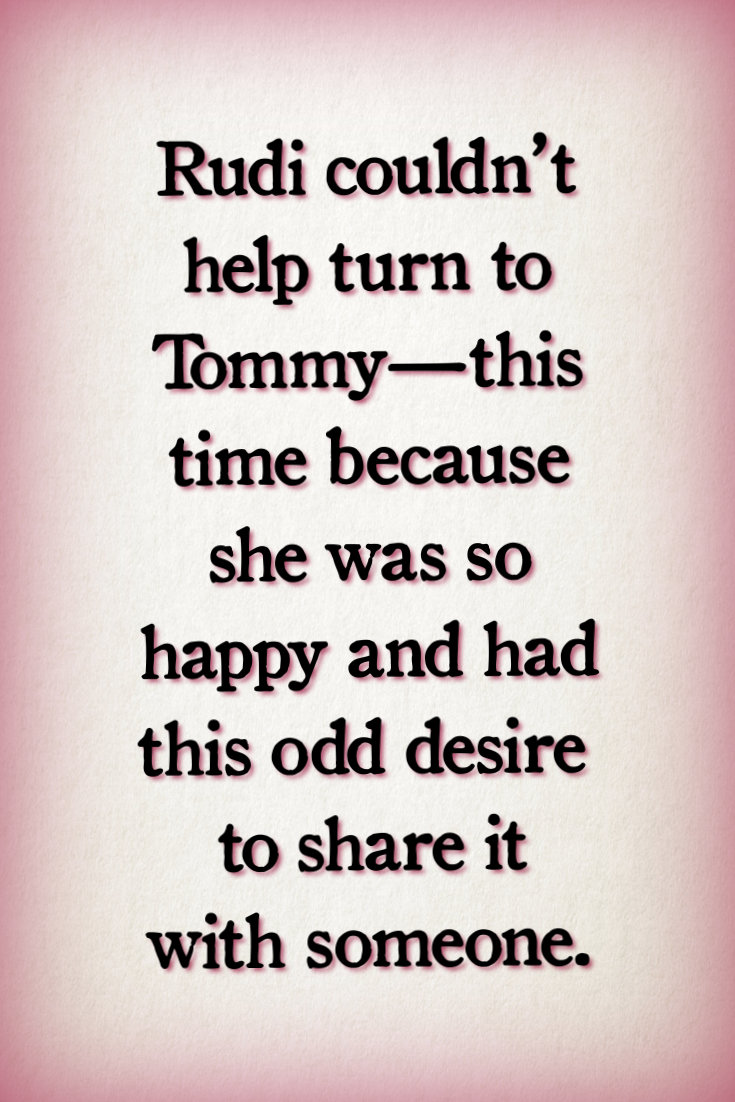 Rudi couldn’t
help turn to
Tommy—this
time because
she was so
happy and had
this odd desire
to share it
with someone.